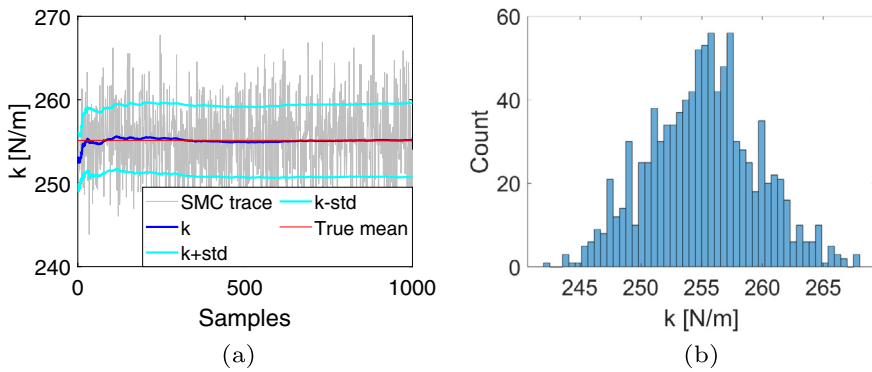 270
260
250
240
k [N/m]
SMC trace
k
k+std
k-std
True mean
0
500
1000
Samples
(a)
60
40
20
0
Count
245
250
255
260
265
k [N/m]
(b)